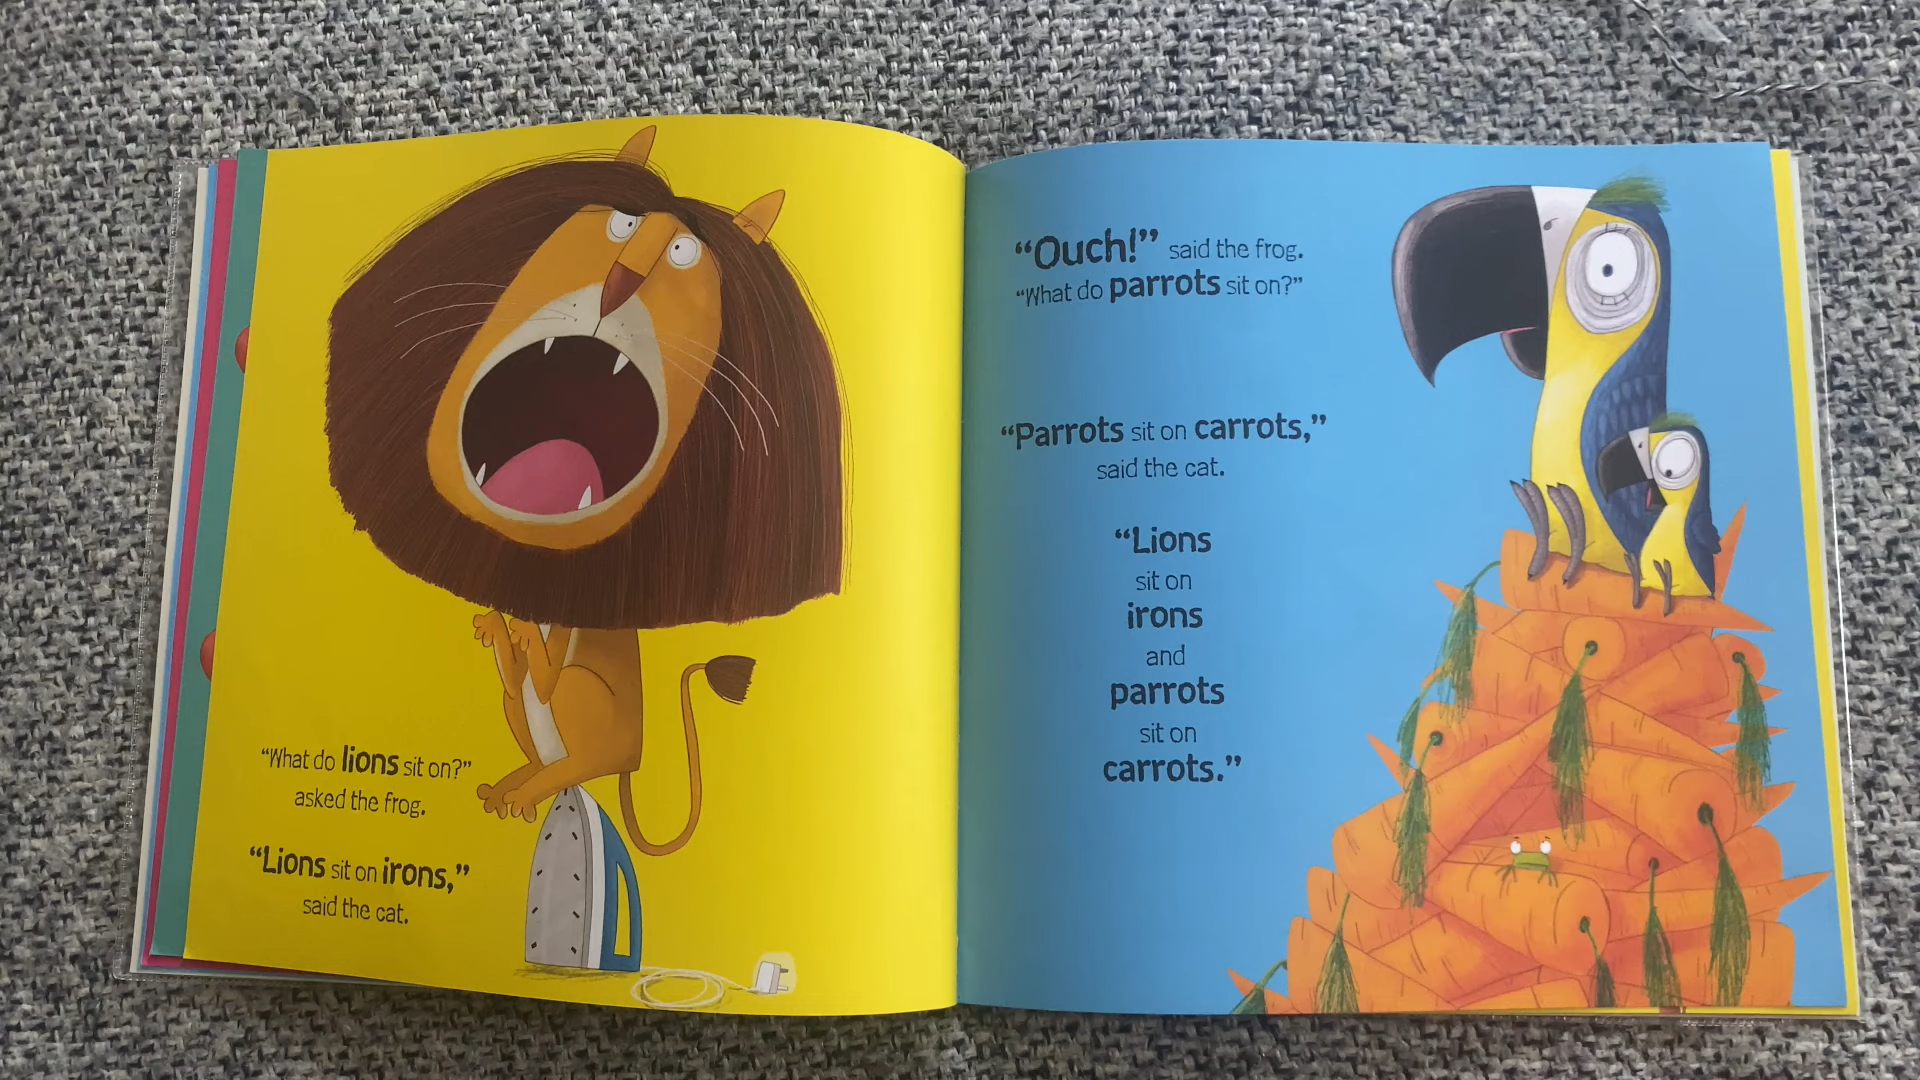 “What do lions sit on?”
asked the frog.
“Lions sit on irons,”
said the cat.
“Ouch!” said the frog.
“What do parrots sit on?”
“Parrots sit on carrots,”
said the cat.
“Lions
sit on
irons
and
parrots
sit on
carrots.”